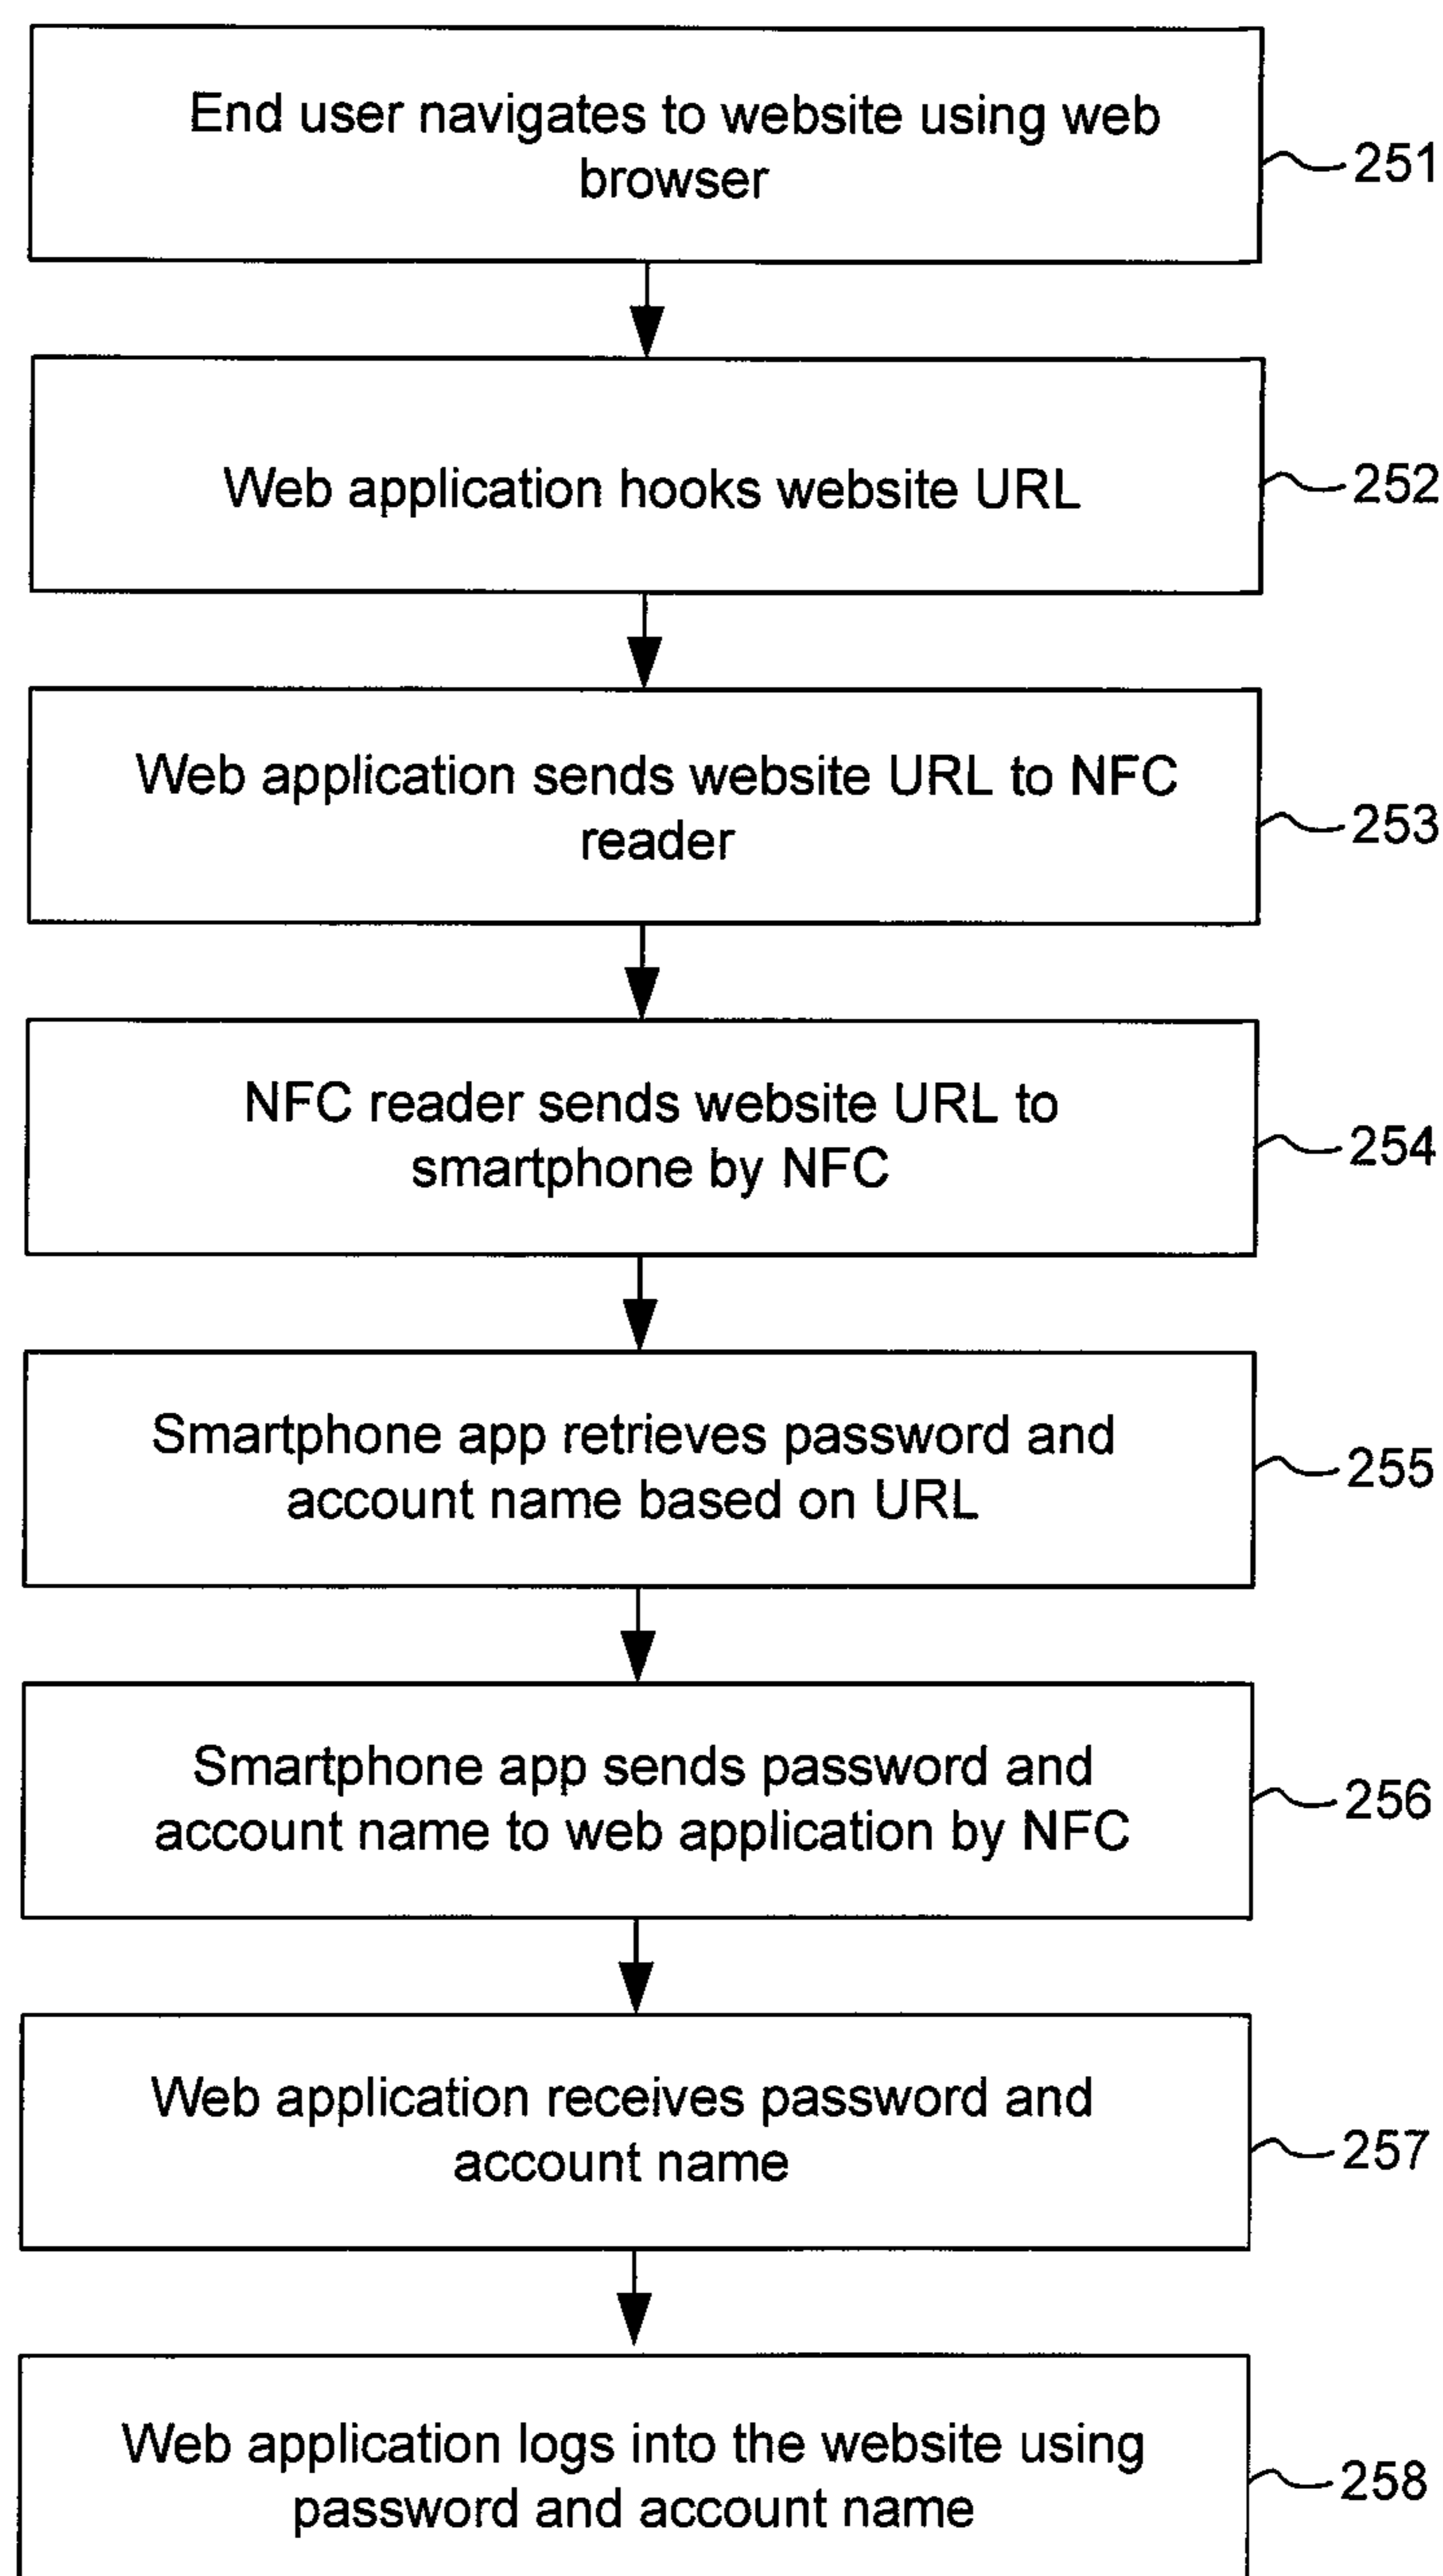 End user navigates to website using web
browser
251
Web application hooks website URL
252
Web application sends website URL to NFC
reader
253
NFC reader sends website URL to
smartphone by NFC
254
Smartphone app retrieves password and
account name based on URL
255
Smartphone app sends password and
account name to web application by NFC
256
Web application receives password and
account name
257
Web application logs into the website using
password and account name
258